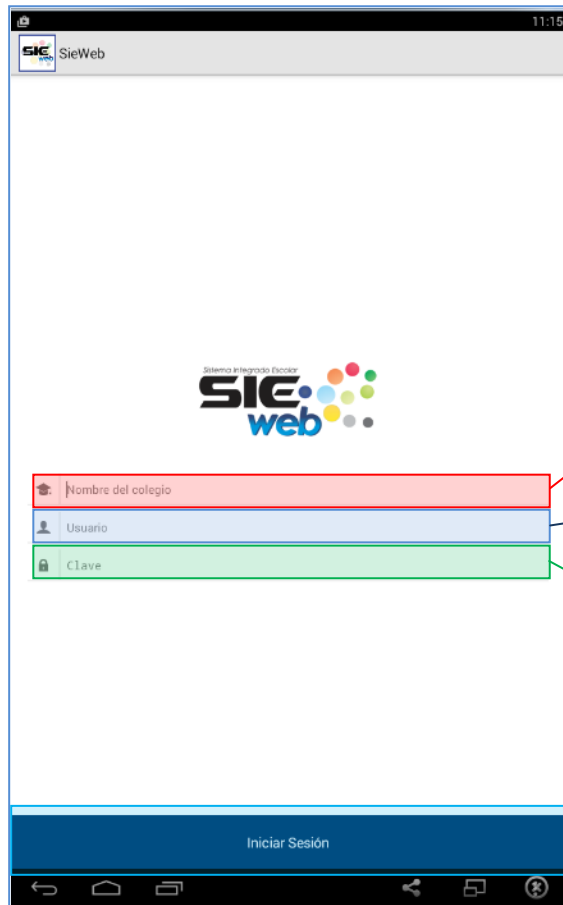 11:15
SIE web SieWeb
Sistema Integrado Escolar
SIE
web
Nombre del colegio
Usuario
Clave
Iniciar Sesión